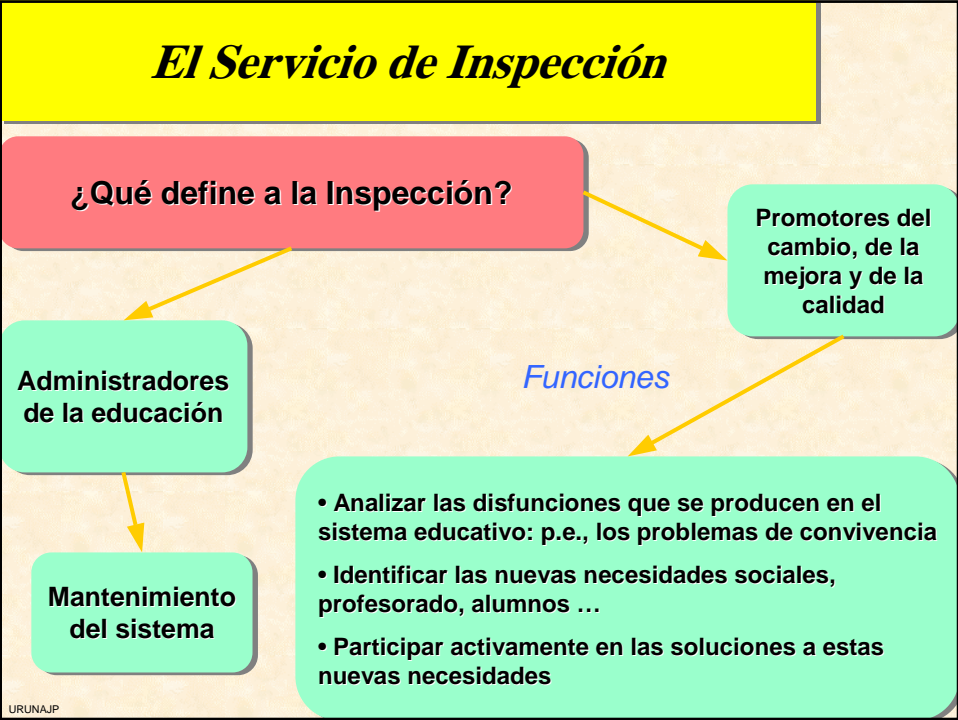 El Servicio de Inspección
¿Qué define a la Inspección?
Promotores del
cambio, de la
mejora y de la
calidad
Administradores
de la educación
Funciones
Mantenimiento
del sistema
• Analizar las disfunciones que se producen en el
sistema educativo: p.e., los problemas de convivencia
• Identificar las nuevas necesidades sociales,
profesorado, alumnos …
• Participar activamente en las soluciones a estas
nuevas necesidades
URUNAJP